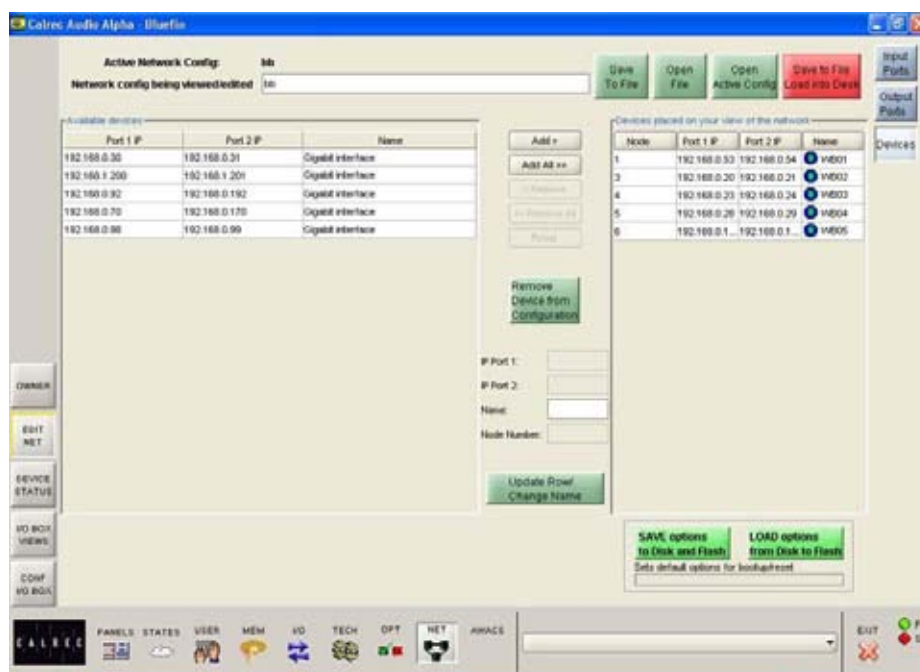 Calrec Audio Alpha - Bluefin
Active Network Config: bb
Network config being viewed/edited bb
Save To File
Open File
Open Active Config
Save to File Load into Desk
Input Ports
Output Ports
Devices
Available devices
Port 1 IP Port 2 IP Name
192.168.0.30 192.168.0.31 Gigabit interface
192.168.1.200 192.168.1.201 Gigabit interface
192.168.0.92 192.168.0.192 Gigabit interface
192.168.0.70 192.168.0.170 Gigabit interface
192.168.0.98 192.168.0.99 Gigabit interface
Add >
Add All >>
< Remove
<< Remove All
Remove
Device from
Configuration
IP Port 1:
IP Port 2:
Name:
Node Number:
Update Row/
Change Name
Devices placed on your view of the network
Node Port 1 IP Port 2 IP Name
1 192.168.0.53 192.168.0.54 WB01
3 192.168.0.20 192.168.0.21 WB02
4 192.168.0.23 192.168.0.24 WB03
5 192.168.0.28 192.168.0.29 WB04
6 192.168.0.1... 192.168.0.1... WB05
OWNER
EDIT NET
DEVICE STATUS
I/O BOX VIEWS
CONF I/O BOX
SAVE options
to Disk and Flash
LOAD options
from Disk to Flash
Sets default options for bootup/reset
CALREC
PANELS STATES USER MEM I/O TECH OPT NET AWACS
EXIT